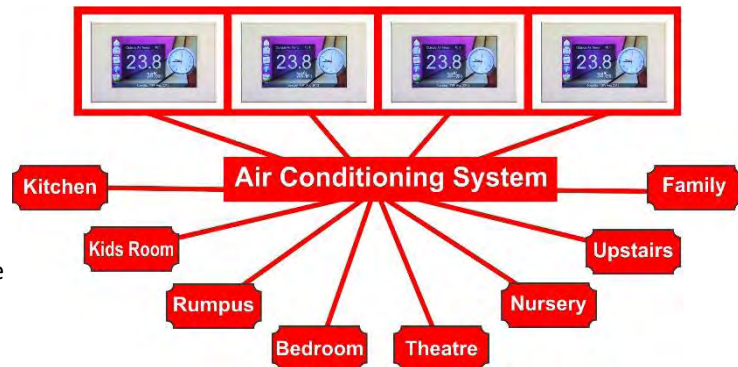 23.8
23.8
23.8
23.8
Air Conditioning System
Kitchen
Family
Kids Room
Upstairs
e
Rumpus
Nursery
Bedroom
Theatre